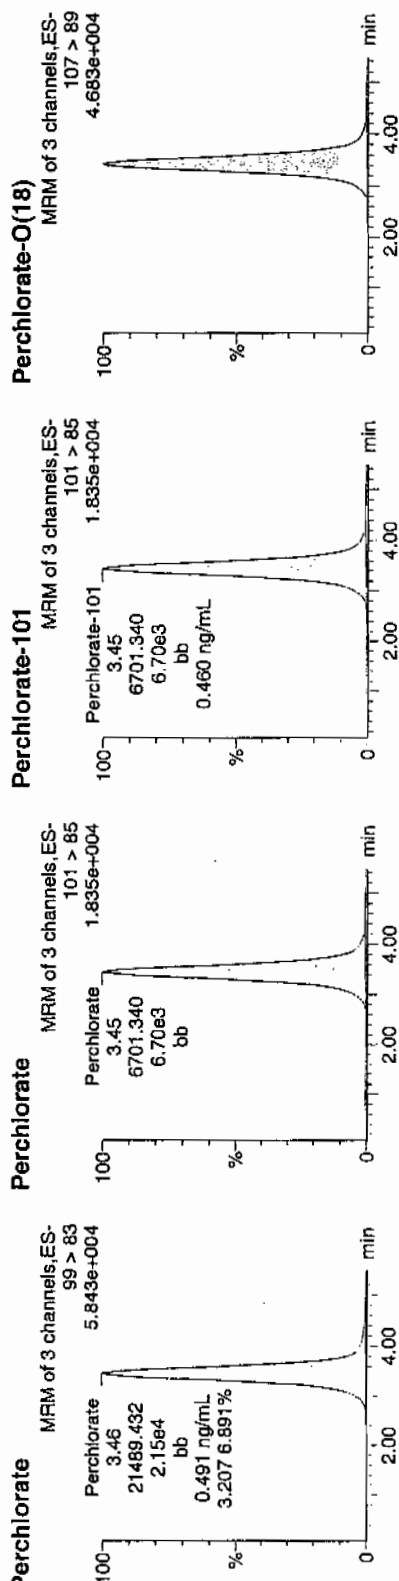 Perchlorate
MRM of 3 channels,ES-
99 > 83
5.843e+004
Perchlorate
3.46
21489.432
2.15e4
bb
0.491 ng/mL
3.207 6.891%
100
%
0
2.00
4.00
min
Perchlorate
MRM of 3 channels,ES-
101 > 85
1.835e+004
Perchlorate
3.45
6701.340
6.70e3
bb
100
%
0
2.00
4.00
min
Perchlorate-101
MRM of 3 channels,ES-
101 > 85
1.835e+004
Perchlorate-101
3.45
6701.340
6.70e3
bb
0.460 ng/mL
100
%
0
2.00
4.00
min
Perchlorate-O(18)
MRM of 3 channels,ES-
107 > 89
4.683e+004
100
%
0
2.00
4.00
min